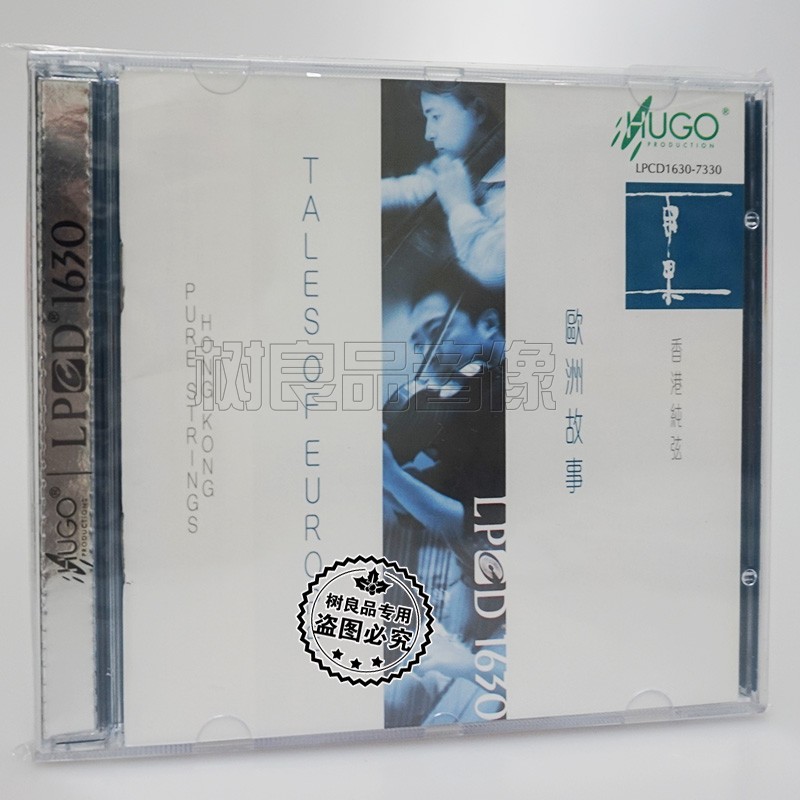 HUGO®
PRODUCTION
LPCD1630-7330
雨果
香港純弦
歐洲故事
TALES OF EURO
HONG KONG
PURE STRINGS
LPCD 1630
HUGO®
PRODUCTIONS
LPCD® 1630
树良品音像
树良品专用
盗图必究